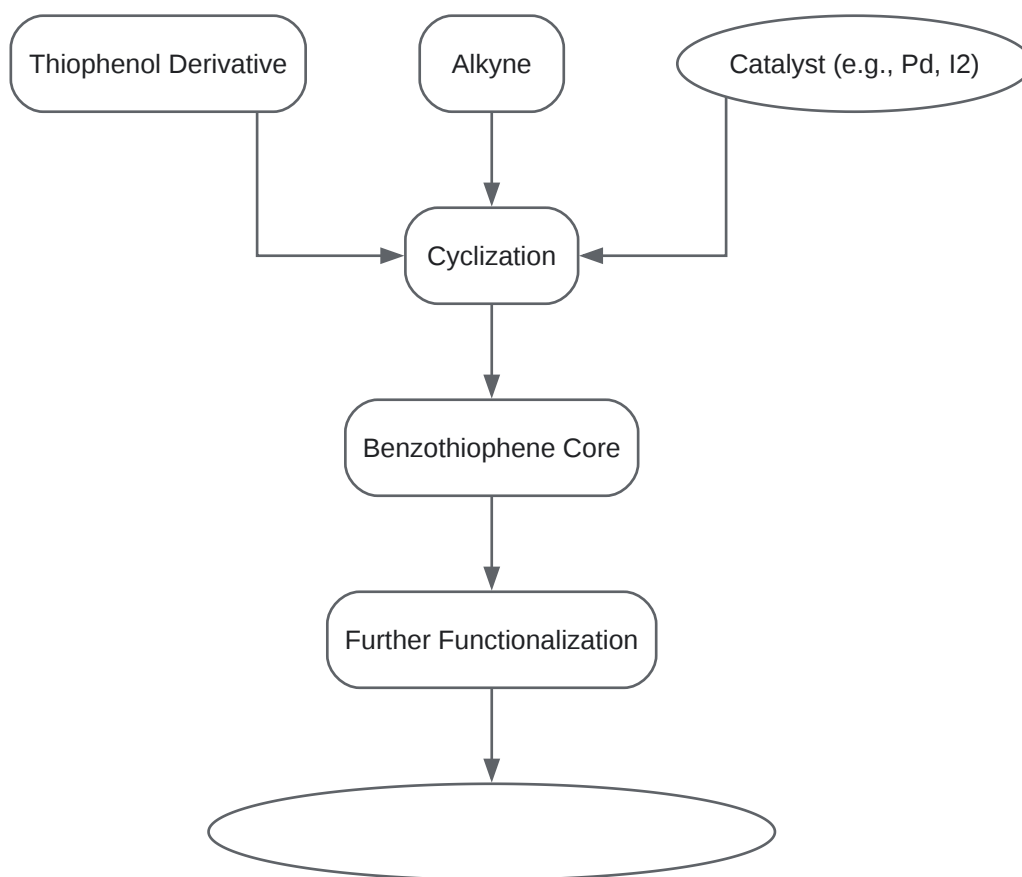 Thiophenol Derivative
Alkyne
Catalyst (e.g., Pd, I2)
Cyclization
Benzothiophene Core
Further Functionalization